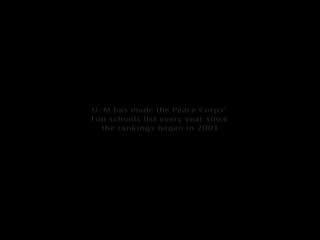 U-M has made the Peace Corps'
Top schools list every year since
the rankings began in 2001